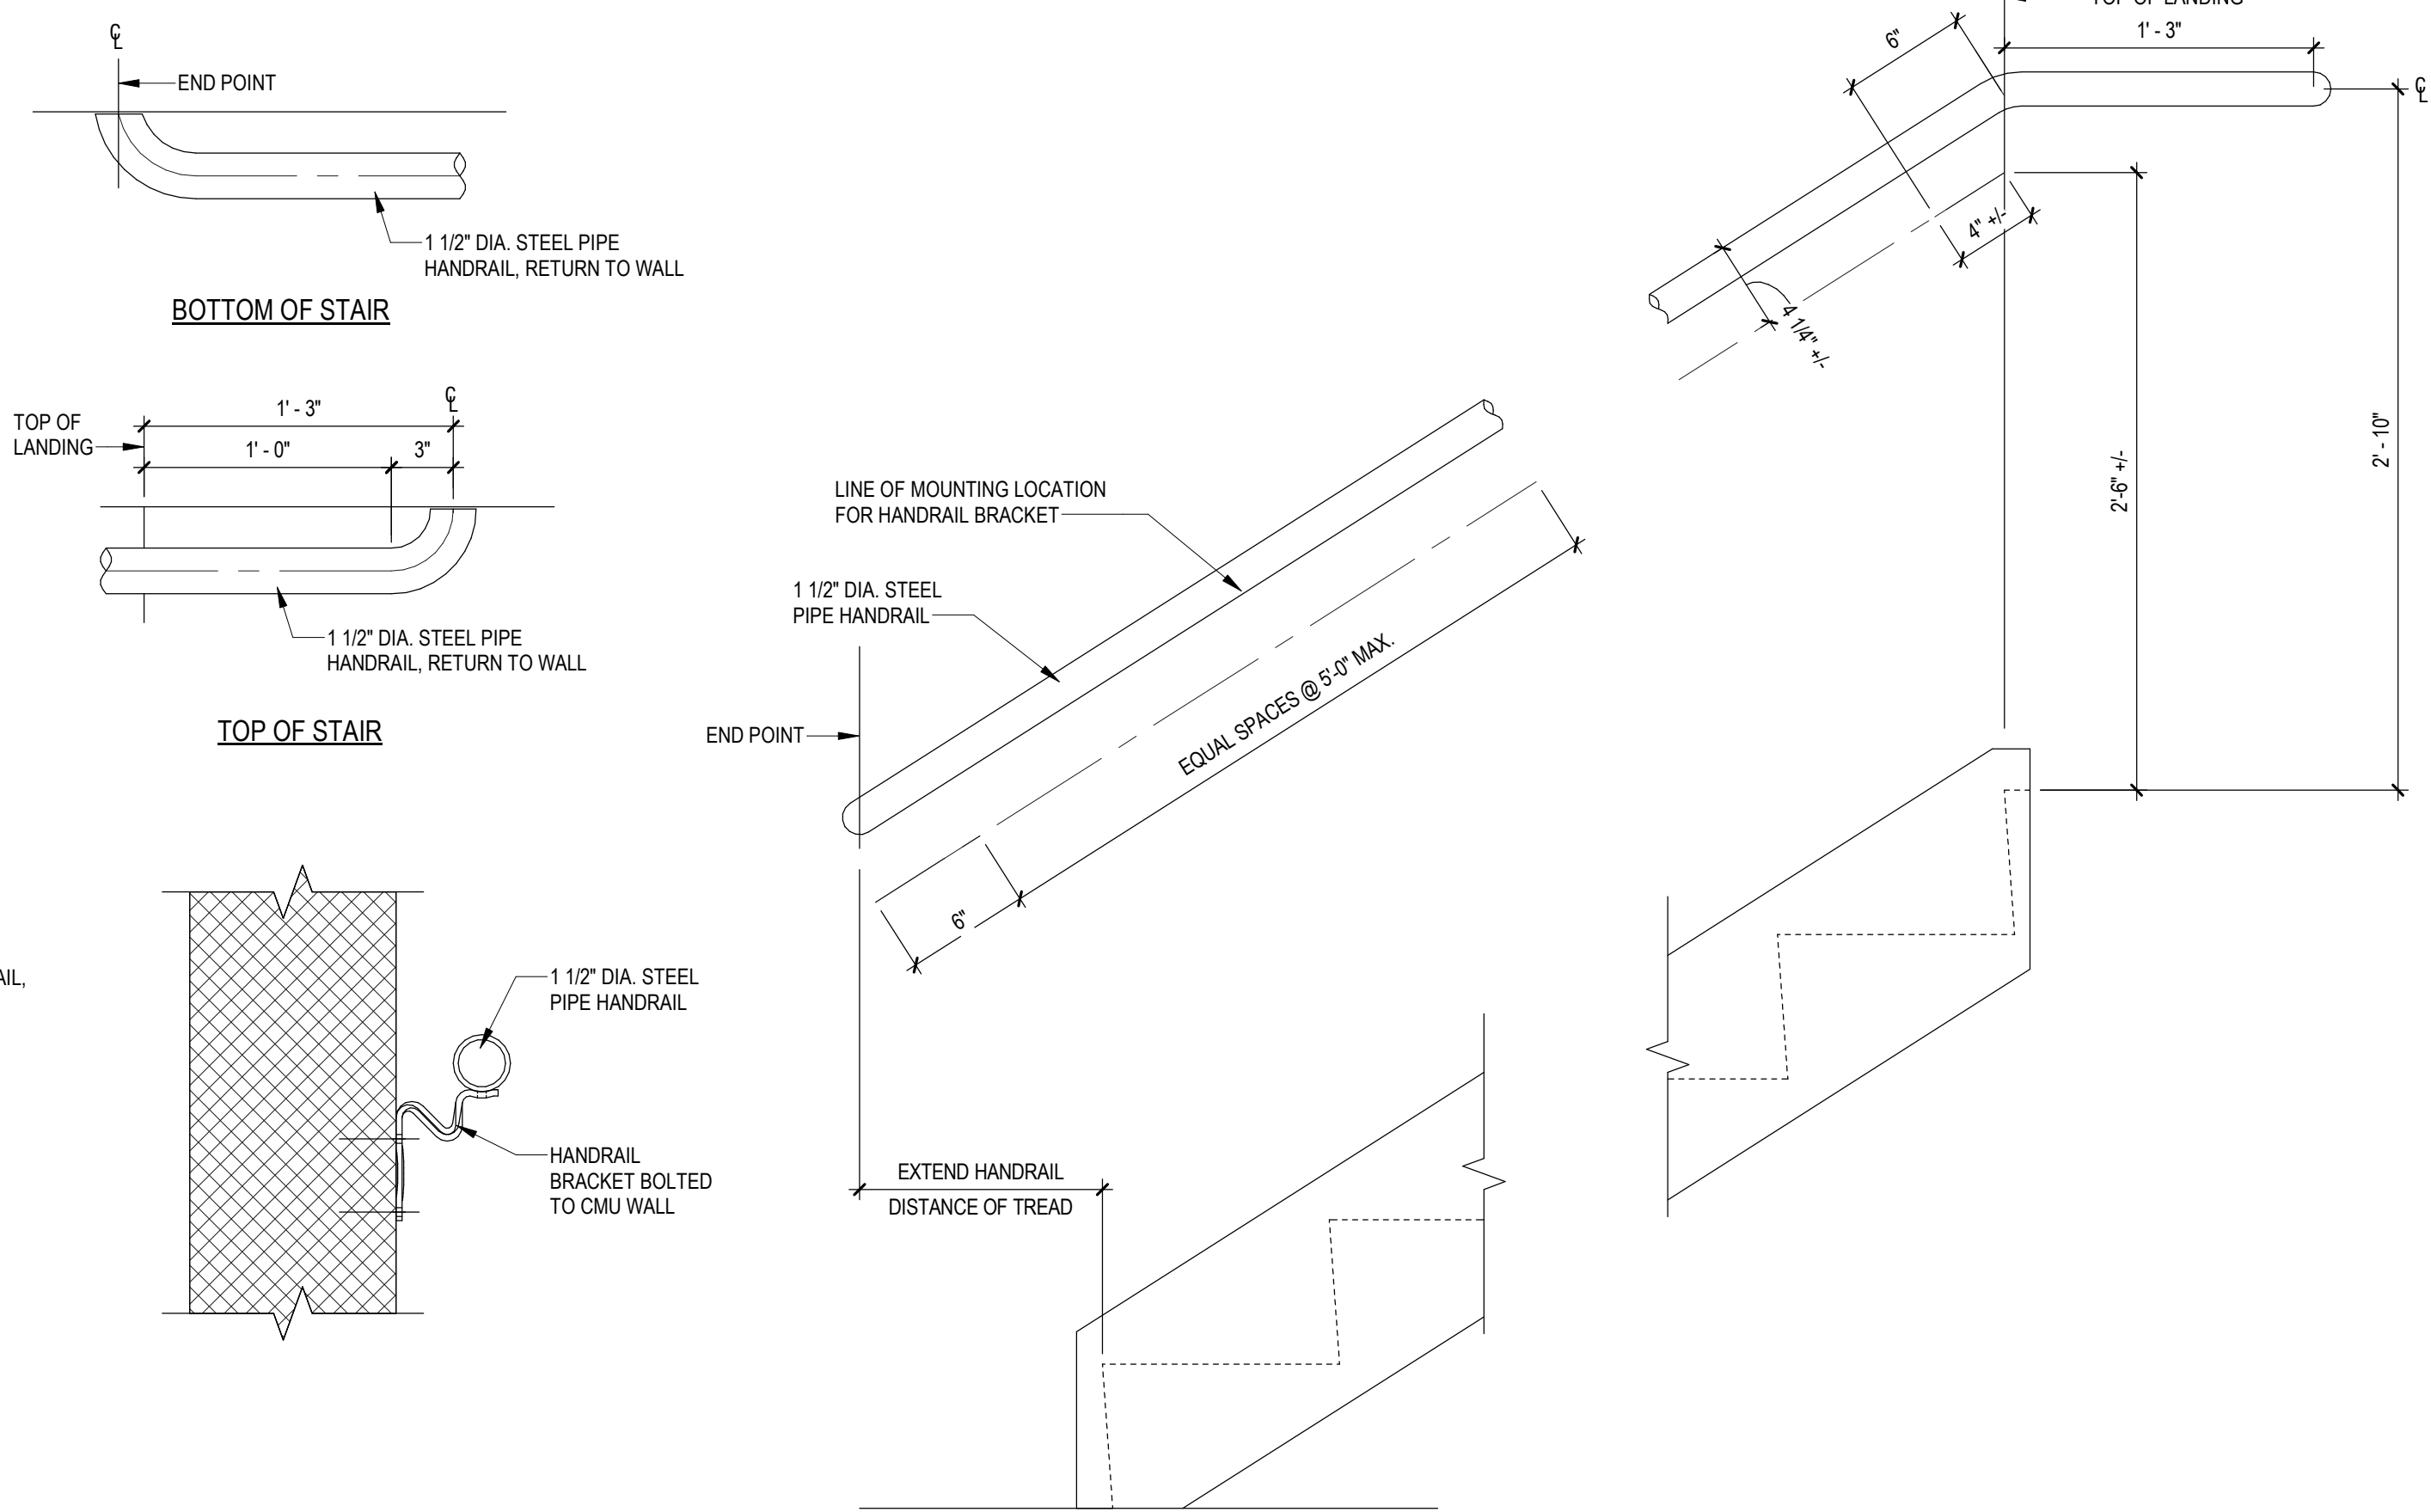 ℄
END POINT
1 1/2" DIA. STEEL PIPE
HANDRAIL, RETURN TO WALL
BOTTOM OF STAIR
℄
1' - 3"
TOP OF
LANDING
1' - 0"
3"
1 1/2" DIA. STEEL PIPE
HANDRAIL, RETURN TO WALL
TOP OF STAIR
AIL,
1 1/2" DIA. STEEL
PIPE HANDRAIL
HANDRAIL
BRACKET BOLTED
TO CMU WALL
LINE OF MOUNTING LOCATION
FOR HANDRAIL BRACKET
1 1/2" DIA. STEEL
PIPE HANDRAIL
END POINT
EQUAL SPACES @ 5'-0" MAX.
6"
EXTEND HANDRAIL
DISTANCE OF TREAD
TOP OF LANDING
1' - 3"
6"
℄
4" +/-
4 1/4" +/-
2'-6" +/-
2' - 10"